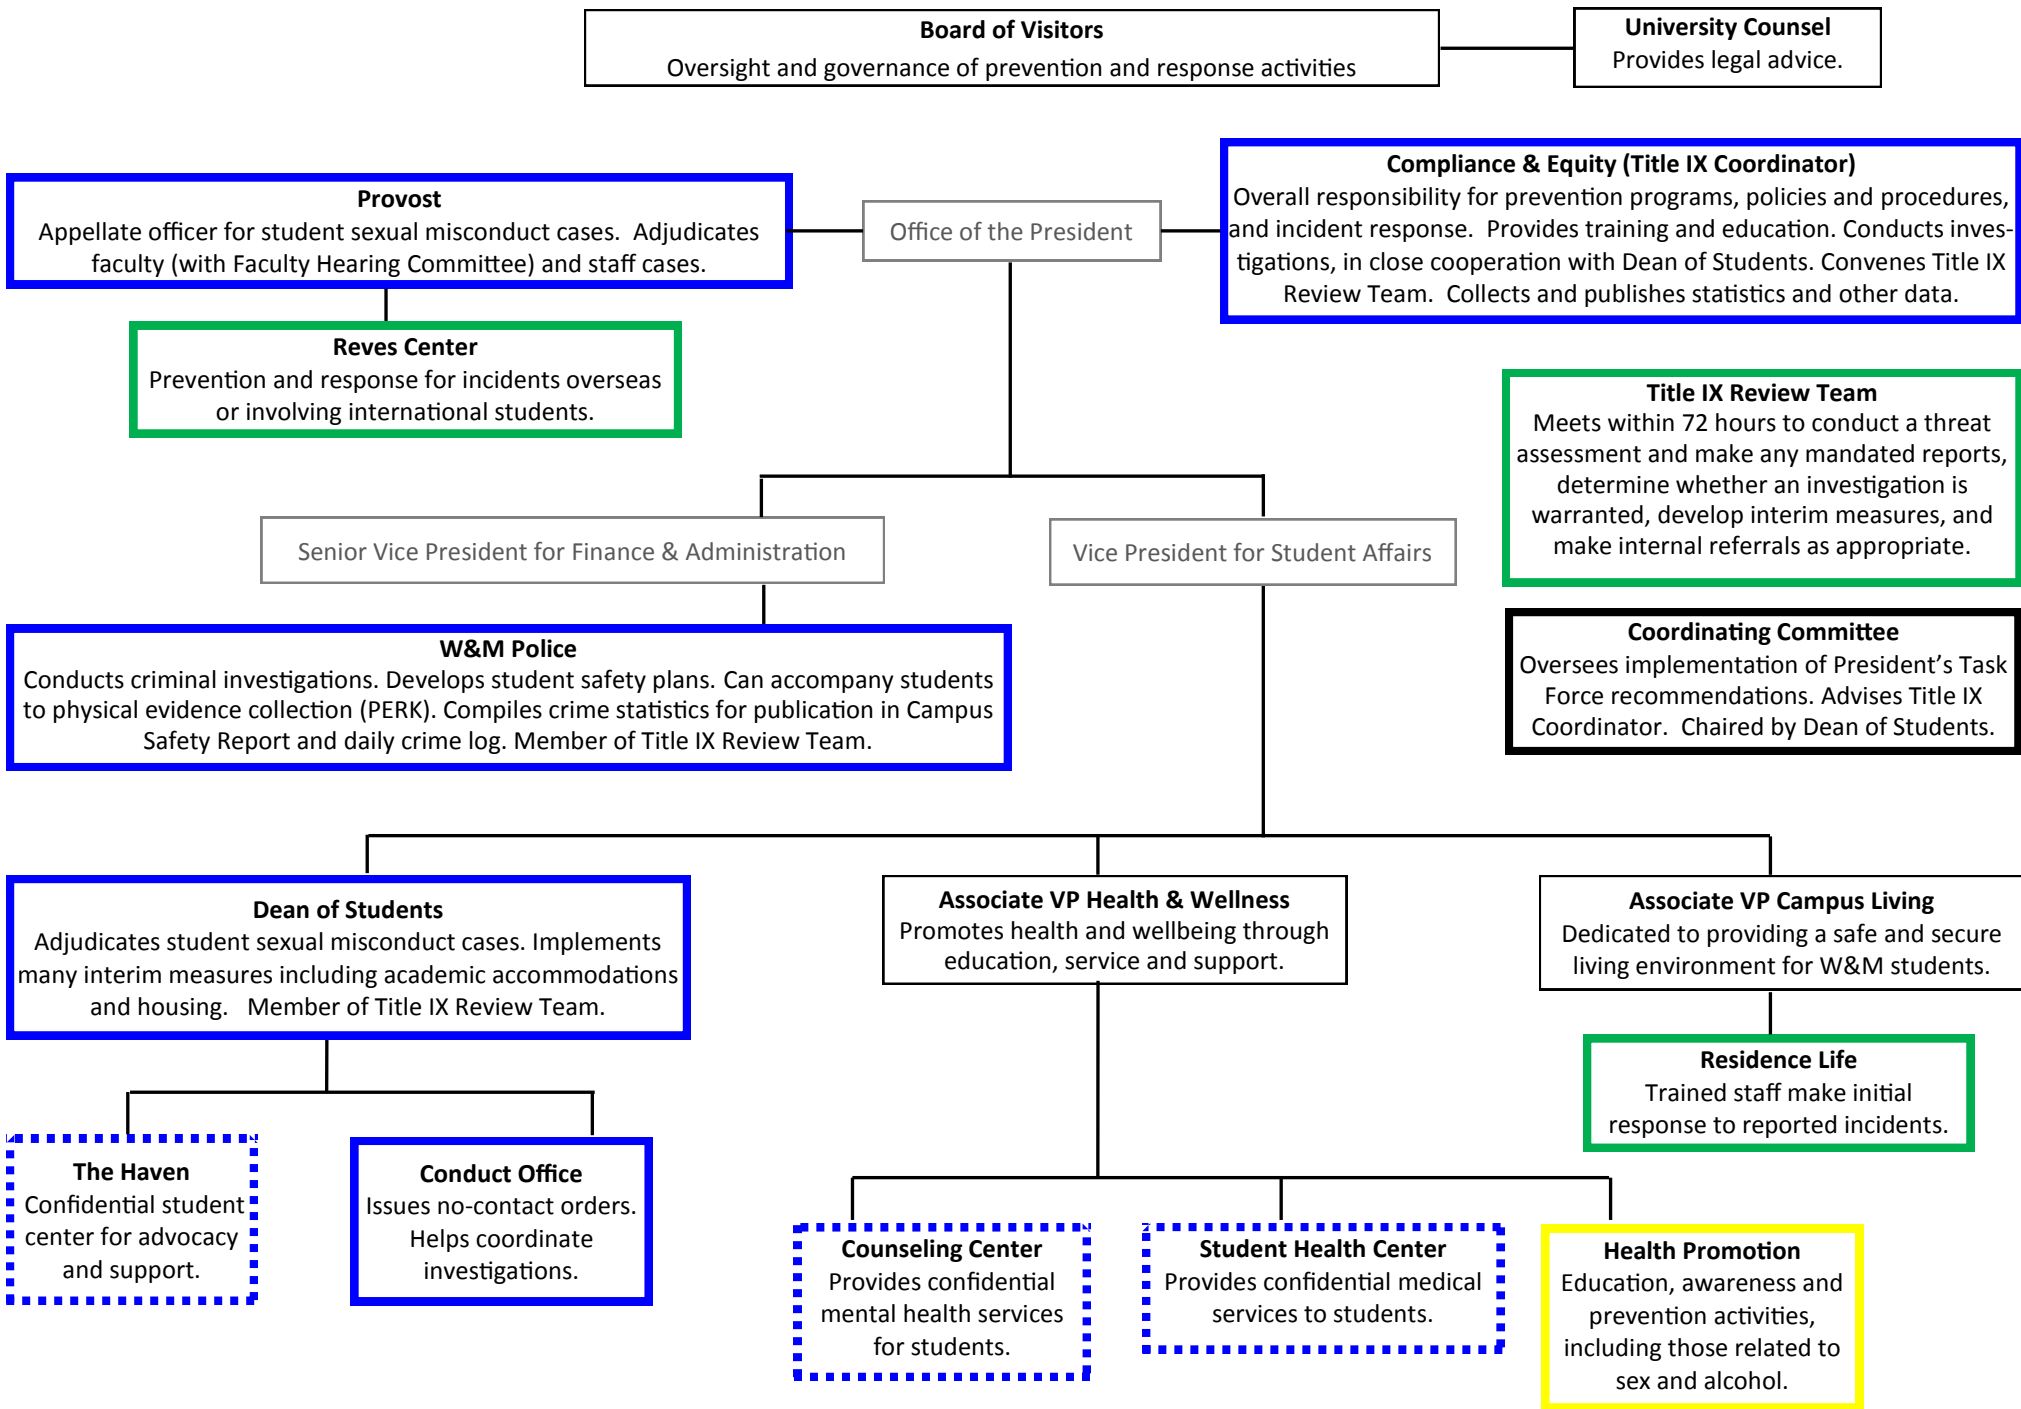 Board of Visitors
Oversight and governance of prevention and response activities
University Counsel
Provides legal advice.
Provost
Appellate officer for student sexual misconduct cases.  Adjudicates
faculty (with Faculty Hearing Committee) and staff cases.
Office of the President
Compliance & Equity (Title IX Coordinator)
Overall responsibility for prevention programs, policies and procedures,
and incident response.  Provides training and education. Conducts inves-
tigations, in close cooperation with Dean of Students. Convenes Title IX
Review Team.  Collects and publishes statistics and other data.
Reves Center
Prevention and response for incidents overseas
or involving international students.
Title IX Review Team
Meets within 72 hours to conduct a threat
assessment and make any mandated reports,
determine whether an investigation is
warranted, develop interim measures, and
make internal referrals as appropriate.
Senior Vice President for Finance & Administration
Vice President for Student Affairs
Coordinating Committee
Oversees implementation of President’s Task
Force recommendations. Advises Title IX
Coordinator.  Chaired by Dean of Students.
W&M Police
Conducts criminal investigations. Develops student safety plans. Can accompany students
to physical evidence collection (PERK). Compiles crime statistics for publication in Campus
Safety Report and daily crime log. Member of Title IX Review Team.
Dean of Students
Adjudicates student sexual misconduct cases. Implements
many interim measures including academic accommodations
and housing.   Member of Title IX Review Team.
Associate VP Health & Wellness
Promotes health and wellbeing through
education, service and support.
Associate VP Campus Living
Dedicated to providing a safe and secure
living environment for W&M students.
Residence Life
Trained staff make initial
response to reported incidents.
The Haven
Confidential student
center for advocacy
and support.
Conduct Office
Issues no-contact orders.
Helps coordinate
investigations.
Counseling Center
Provides confidential
mental health services
for students.
Student Health Center
Provides confidential medical
services to students.
Health Promotion
Education, awareness and
prevention activities,
including those related to
sex and alcohol.